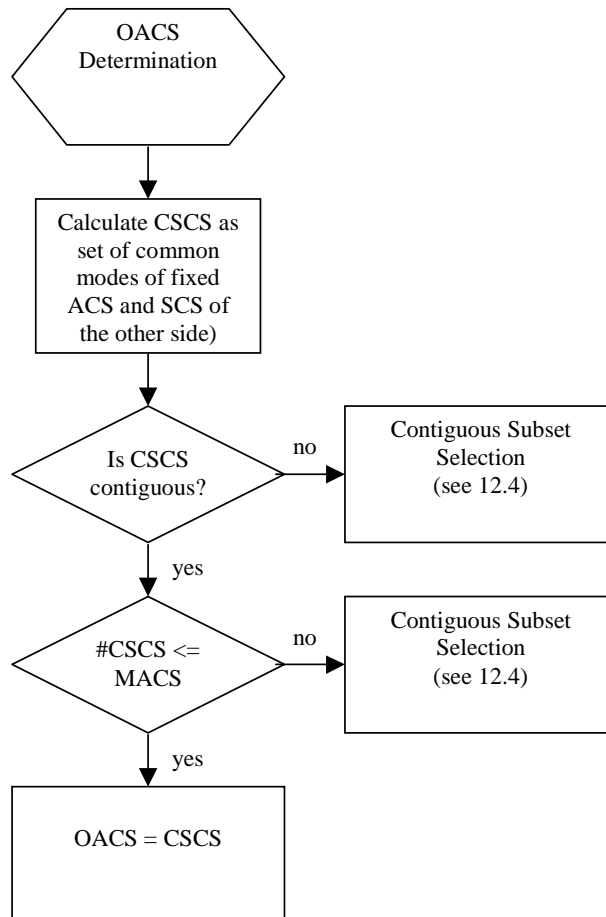 OACS
Determination
Calculate CSCS as
set of common
modes of fixed
ACS and SCS of
the other side)
Is CSCS
contiguous?
no
Contiguous Subset
Selection
(see 12.4)
yes
#CSCS <=
MACS
no
Contiguous Subset
Selection
(see 12.4)
yes
OACS = CSCS